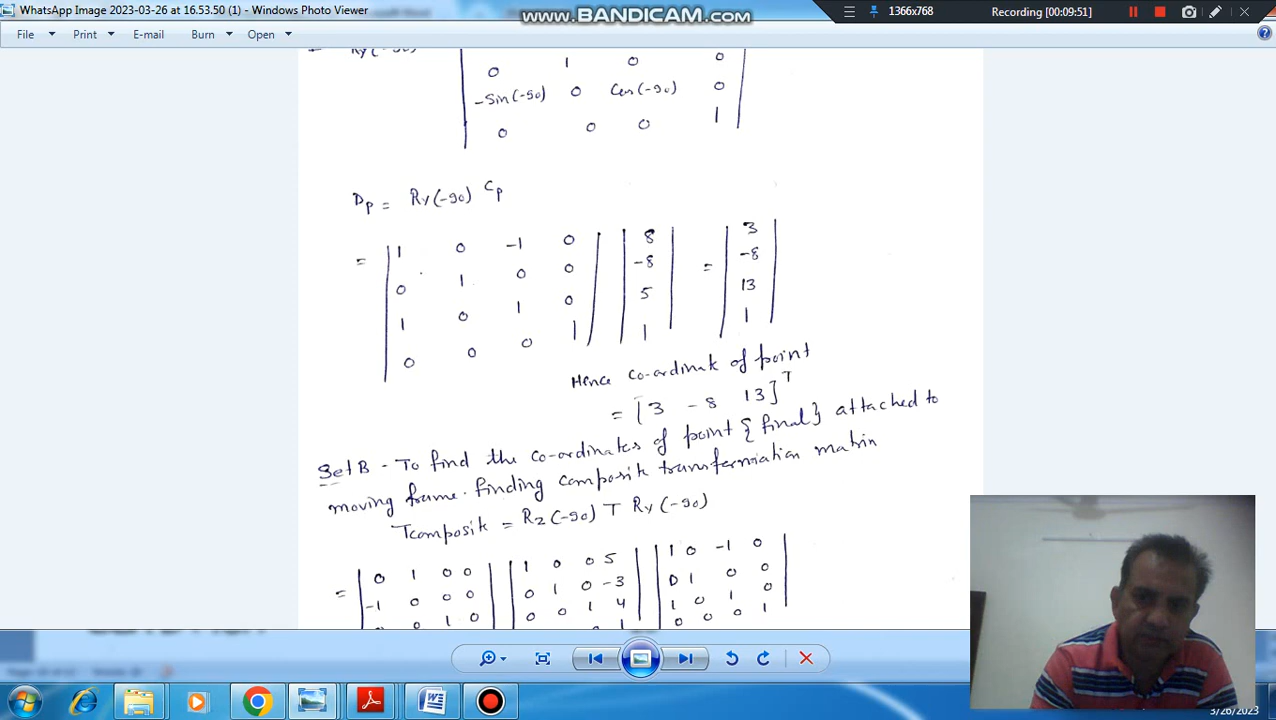 WhatsApp Image 2023-03-26 at 16.53.50 (1) - Windows Photo Viewer
www.BANDICAM.com
1366x768 Recording [00:09:51]
File Print E-mail Burn Open
0 1 0 0
-Sin(-90) 0 Cos(-90) 0
0 0 0 1
Dp = Ry(-90) Cp
= | 1 0 -1 0 | | 8 | = | 3 |
| 0 1 0 0 | | -8 | | -8 |
| 1 0 1 0 | | 5 | | 13 |
| 0 0 0 1 | | 1 | | 1 |
Hence co-ordinate of point
= [3 -8 13]T
Set B - To find the co-ordinates of point {final} attached to
moving frame. finding composite transformation matrix
Tcomposite = Rz(-90) T Ry(-90)
= | 0 1 0 0 | | 1 0 0 5 | | 1 0 -1 0 |
| -1 0 0 0 | | 0 1 0 -3 | | 0 1 0 0 |
0 1 0 | | 0 0 1 4 | | 1 0 1 0 |
1 | | 0 0 0 1 |
3/26/2023